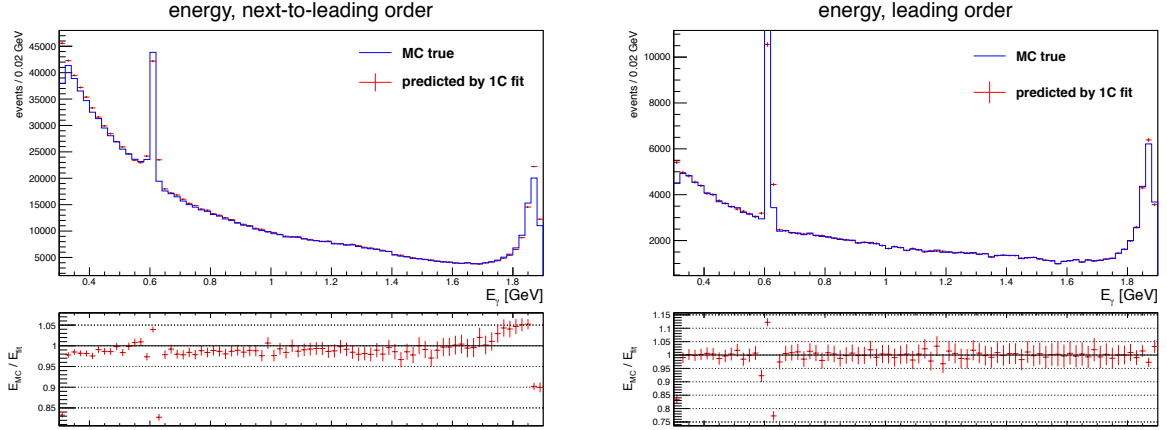 energy, next-to-leading order
events / 0.02 GeV
45000
40000
35000
30000
25000
20000
15000
10000
5000
MC true
predicted by 1C fit
0.4 0.6 0.8 1 1.2 1.4 1.6 1.8
Eγ [GeV]
E_MC / E_fit
1.05
1
0.95
0.9
0.85
energy, leading order
events / 0.02 GeV
10000
8000
6000
4000
2000
MC true
predicted by 1C fit
0.4 0.6 0.8 1 1.2 1.4 1.6 1.8
Eγ [GeV]
E_MC / E_fit
1.15
1.1
1.05
1
0.95
0.9
0.85
0.8
0.75